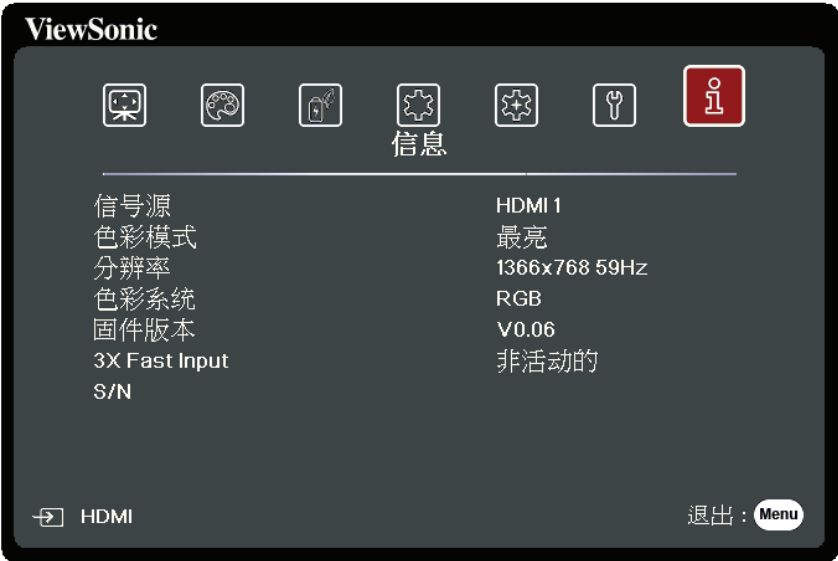 ViewSonic
信息
信号源 HDMI 1
色彩模式 最亮
分辨率 1366x768 59Hz
色彩系统 RGB
固件版本 V0.06
3X Fast Input 非活动的
S/N
HDMI 退出：Menu